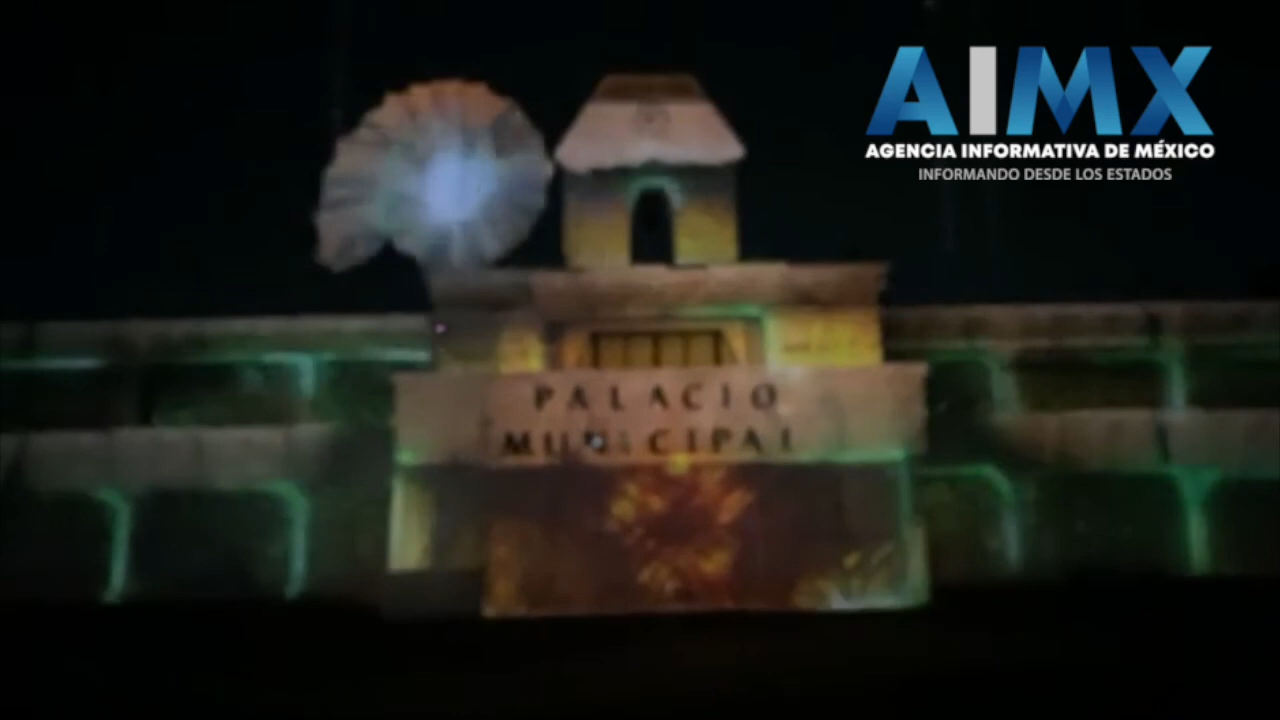 AIMX
AGENCIA INFORMATIVA DE MÉXICO
INFORMANDO DESDE LOS ESTADOS
PALACIO
MUNICIPAL